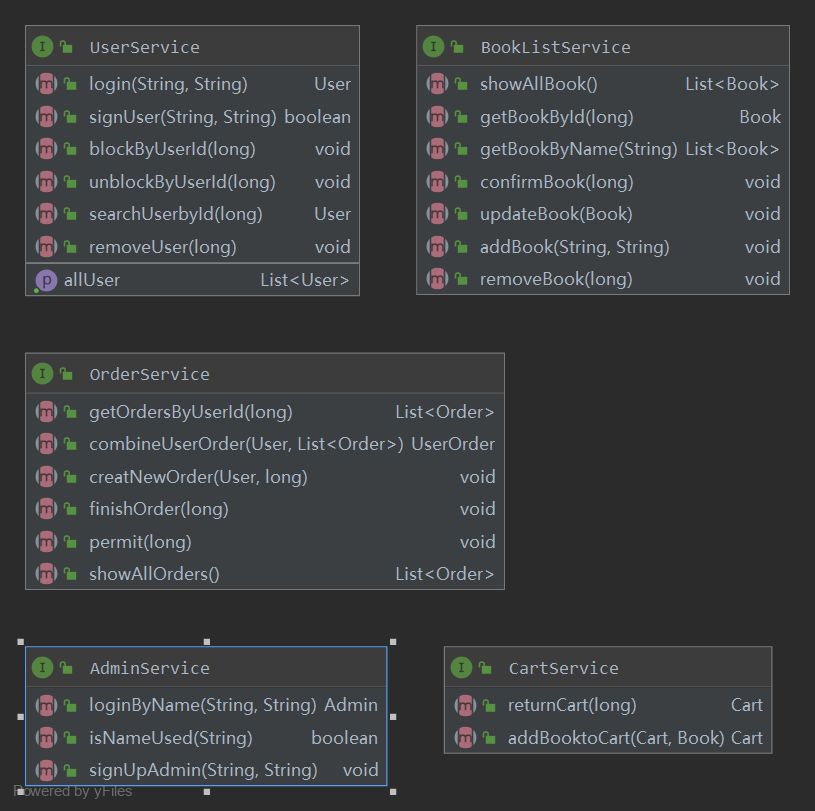 UserService
login(String, String) User
signUser(String, String) boolean
blockByUserId(long) void
unblockByUserId(long) void
searchUserbyId(long) User
removeUser(long) void
allUser List<User>
BookListService
showAllBook() List<Book>
getBookById(long) Book
getBookByName(String) List<Book>
confirmBook(long) void
updateBook(Book) void
addBook(String, String) void
removeBook(long) void
OrderService
getOrdersByUserId(long) List<Order>
combineUserOrder(User, List<Order>) UserOrder
creatNewOrder(User, long) void
finishOrder(long) void
permit(long) void
showAllOrders() List<Order>
AdminService
loginByName(String, String) Admin
isNameUsed(String) boolean
signUpAdmin(String, String) void
CartService
returnCart(long) Cart
addBooktoCart(Cart, Book) Cart
Powered by yFiles